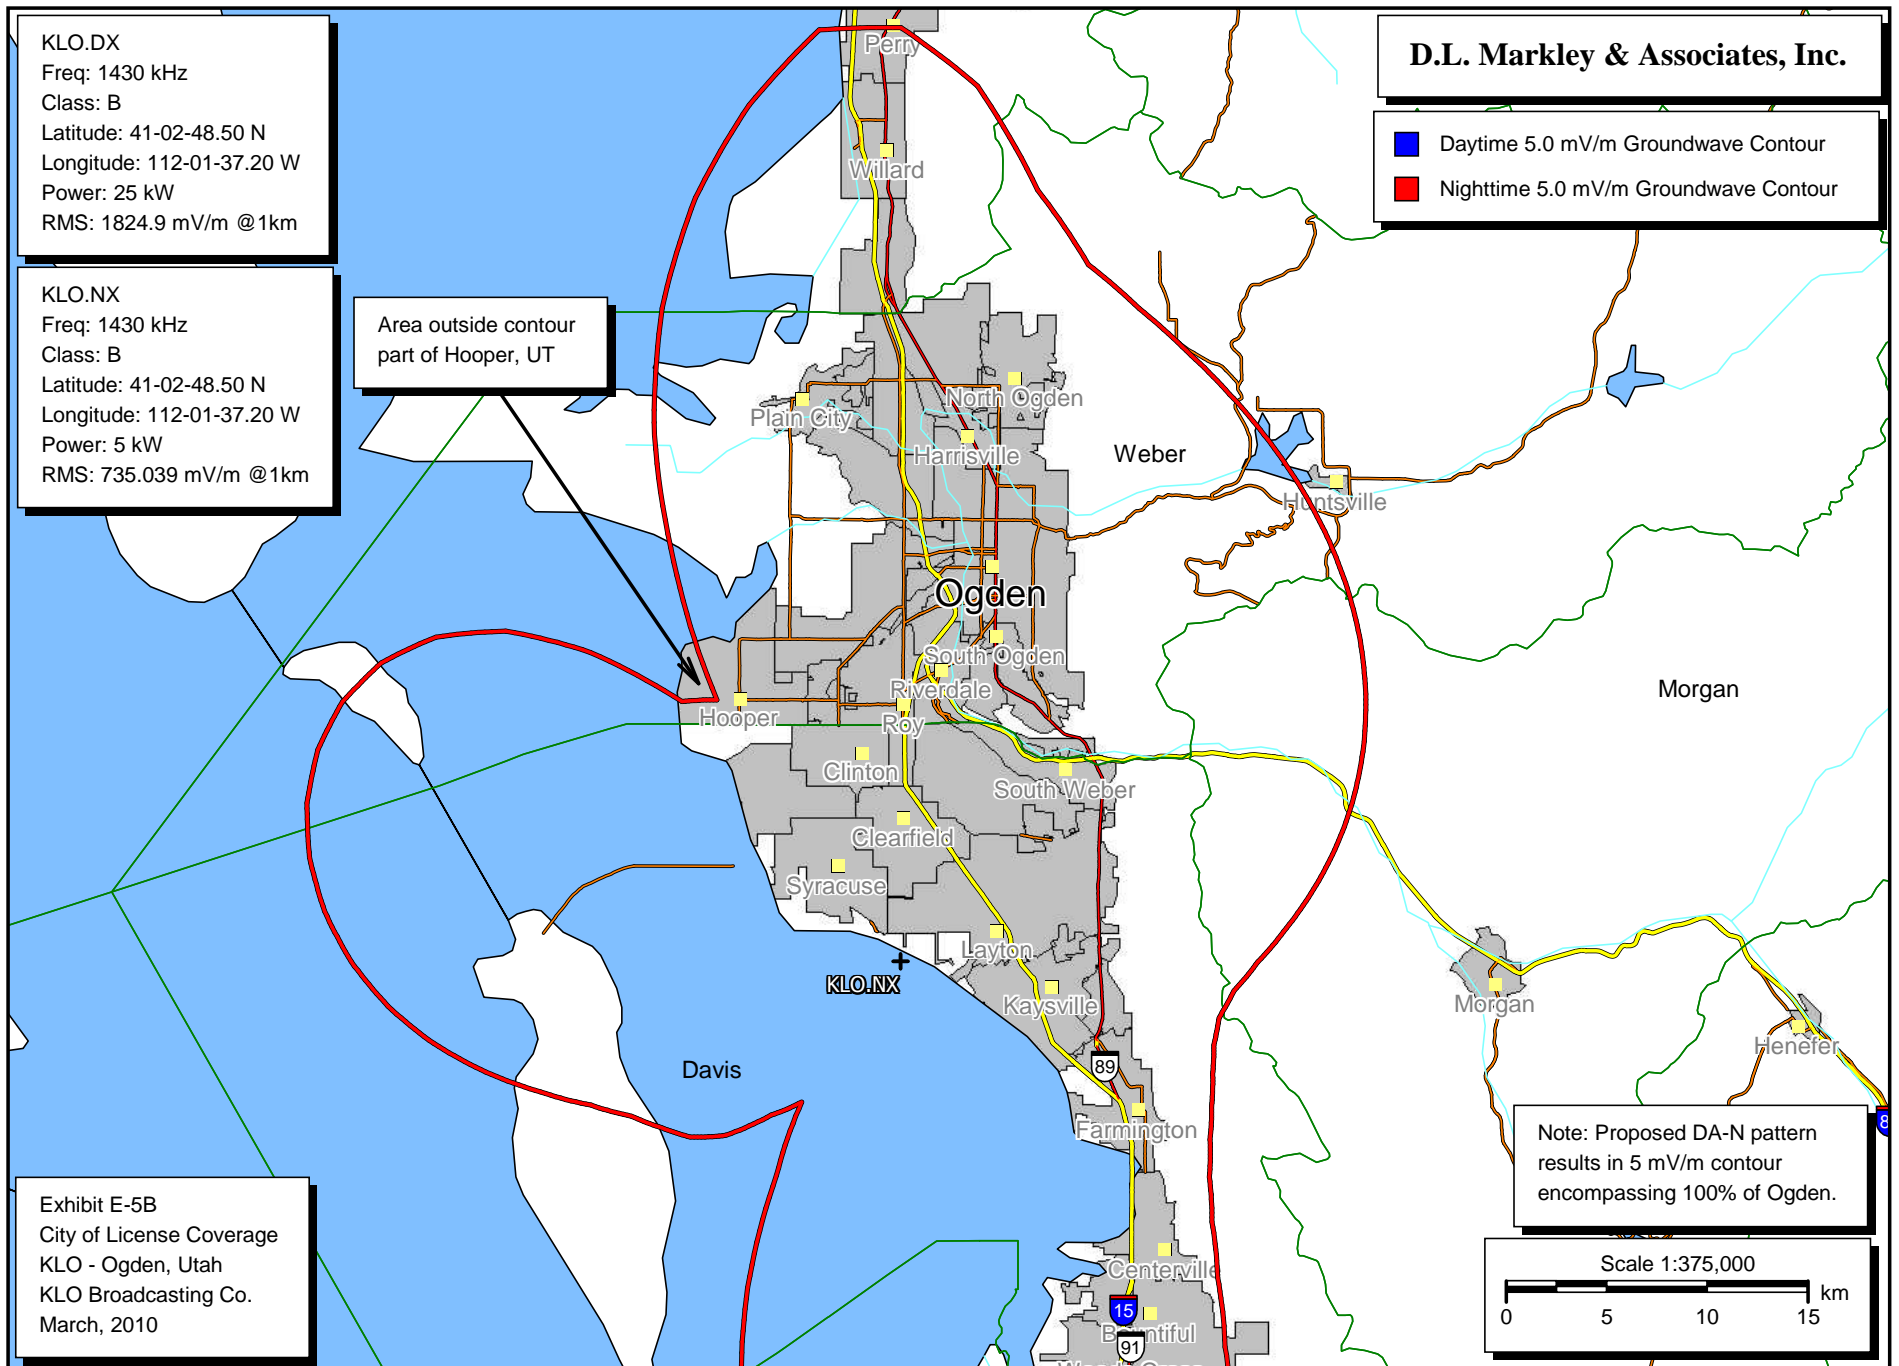 KLO.DX
Freq: 1430 kHz
Class: B
Latitude: 41-02-48.50 N
Longitude: 112-01-37.20 W
Power: 25 kW
RMS: 1824.9 mV/m @1km
KLO.NX
Freq: 1430 kHz
Class: B
Latitude: 41-02-48.50 N
Longitude: 112-01-37.20 W
Power: 5 kW
RMS: 735.039 mV/m @1km
Area outside contour
part of Hooper, UT
D.L. Markley & Associates, Inc.
Daytime 5.0 mV/m Groundwave Contour
Nighttime 5.0 mV/m Groundwave Contour
Perry
Willard
Plain City
North Ogden
Harrisville
Weber
Huntsville
Ogden
South Ogden
Riverdale
Hooper
Roy
Morgan
Clinton
South Weber
Clearfield
Syracuse
Layton
KLO.NX
Kaysville
Morgan
Henefer
89
Davis
Farmington
Centerville
15
Bountiful
91
Note: Proposed DA-N pattern
results in 5 mV/m contour
encompassing 100% of Ogden.
Scale 1:375,000
km
0 5 10 15
Exhibit E-5B
City of License Coverage
KLO - Ogden, Utah
KLO Broadcasting Co.
March, 2010